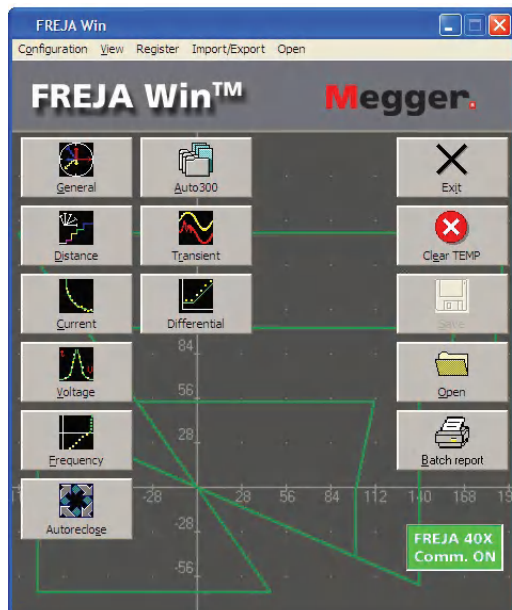 FREJA Win
Configuration View Register Import/Export Open
FREJA Win™ Megger.
General Auto300 Exit
Distance Transient Clear TEMP
Current Differential Save
84
Voltage Open
56
28
Frequency Batch report
-28 28 56 84 112 140 168
Autoreclose
-28
-56
FREJA 40X
Comm. ON